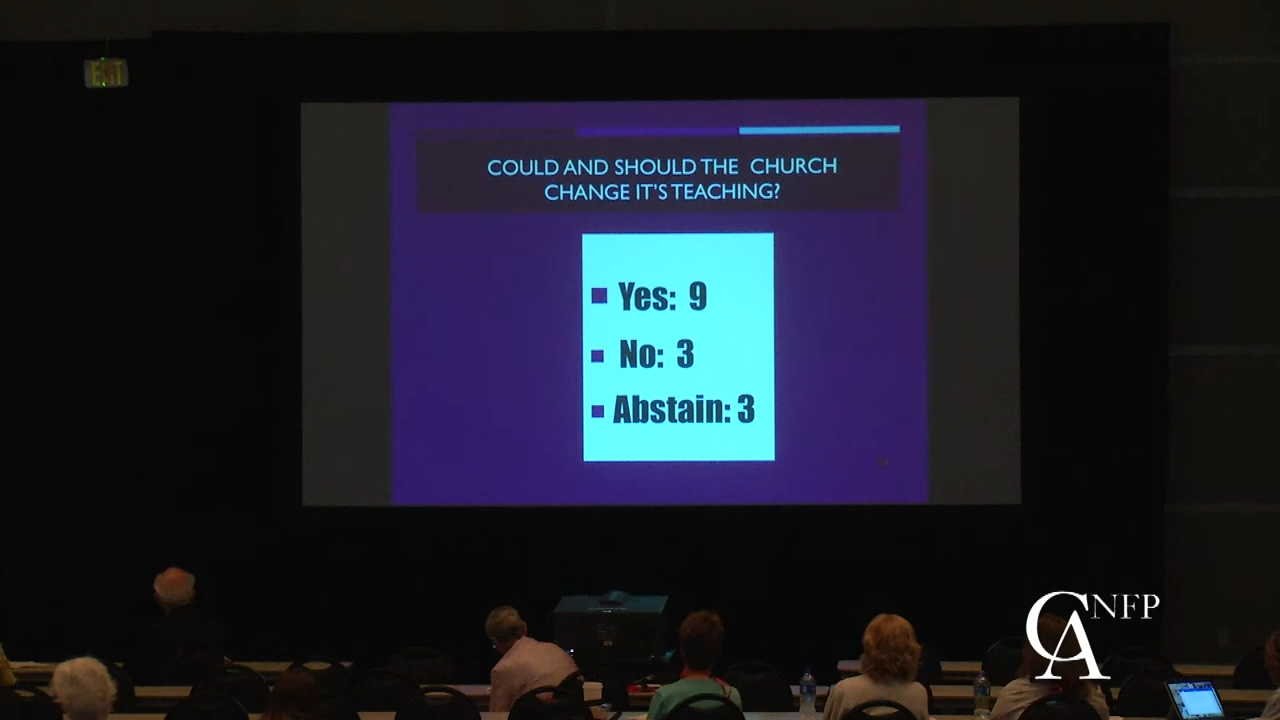 EXIT
COULD AND SHOULD THE CHURCH
CHANGE IT'S TEACHING?
Yes: 9
No: 3
Abstain: 3
CA NFP